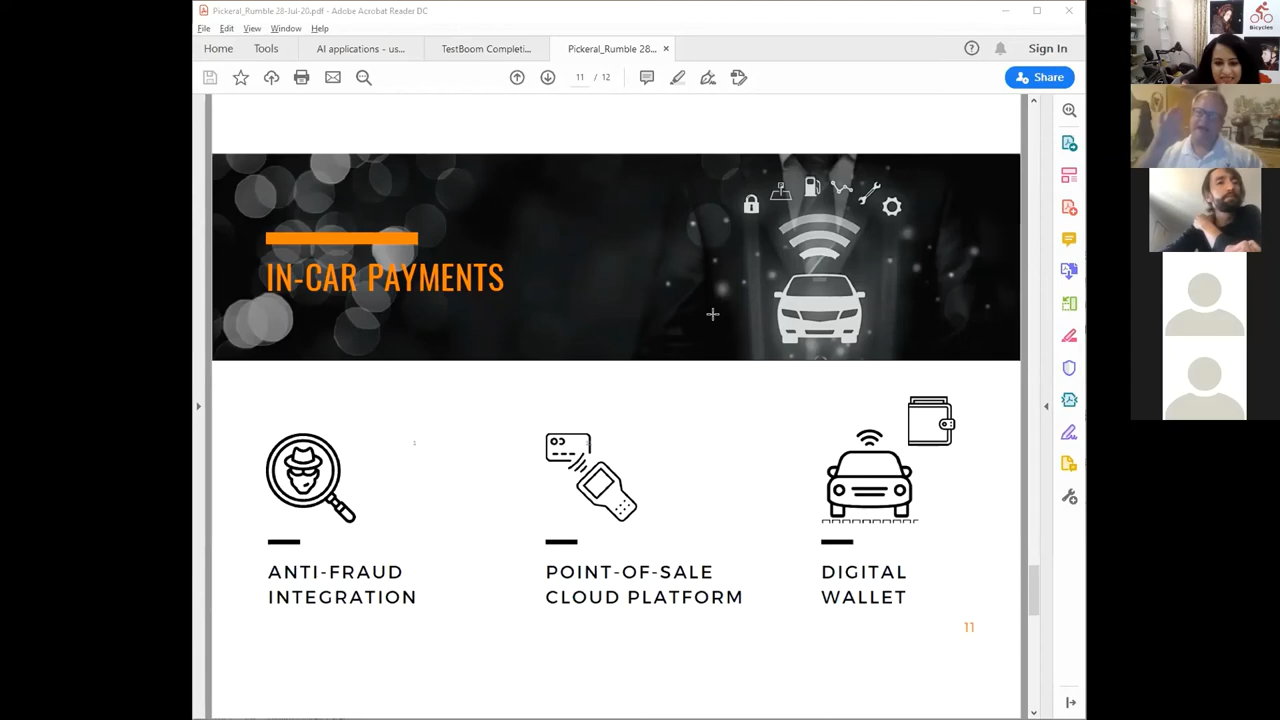 Pickeral_Rumble 28-Jul-20.pdf - Adobe Acrobat Reader DC
File Edit View Window Help
Home Tools AI applications - us... TestBoom Completi... Pickeral_Rumble 28... × Sign In
11 / 12 Share
Bicycles
IN-CAR PAYMENTS
1
ANTI-FRAUD
INTEGRATION
POINT-OF-SALE
CLOUD PLATFORM
DIGITAL
WALLET
11